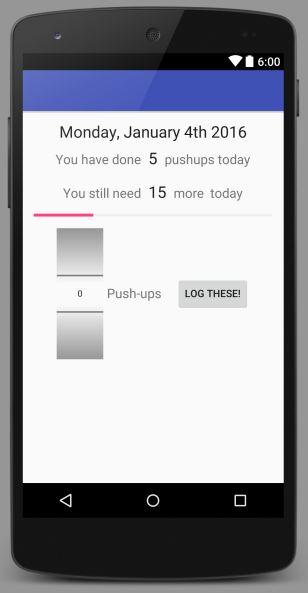 6:00
Monday, January 4th 2016
You have done 5 pushups today
You still need 15 more today
0 Push-ups LOG THESE!